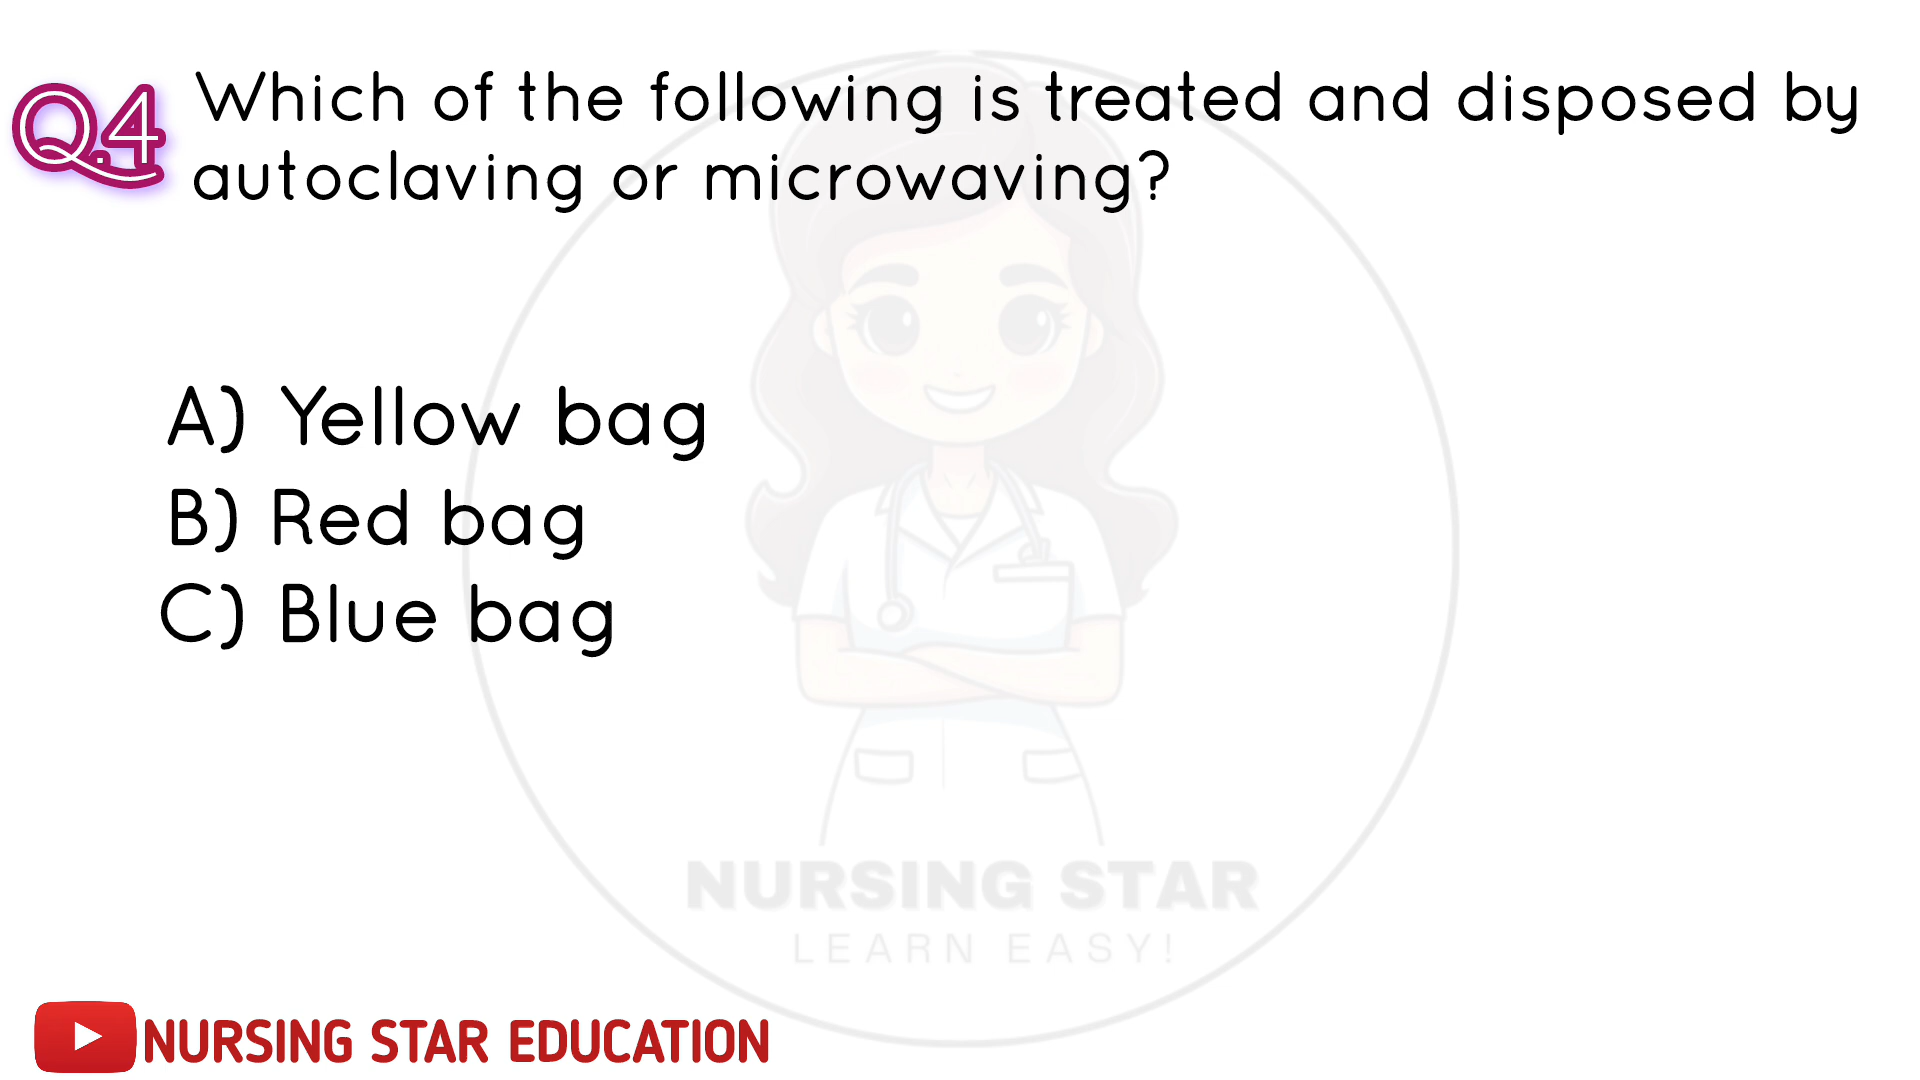 Q.4 Which of the following is treated and disposed by
autoclaving or microwaving?
A) Yellow bag
B) Red bag
C) Blue bag
NURSING STAR
LEARN EASY!
NURSING STAR EDUCATION